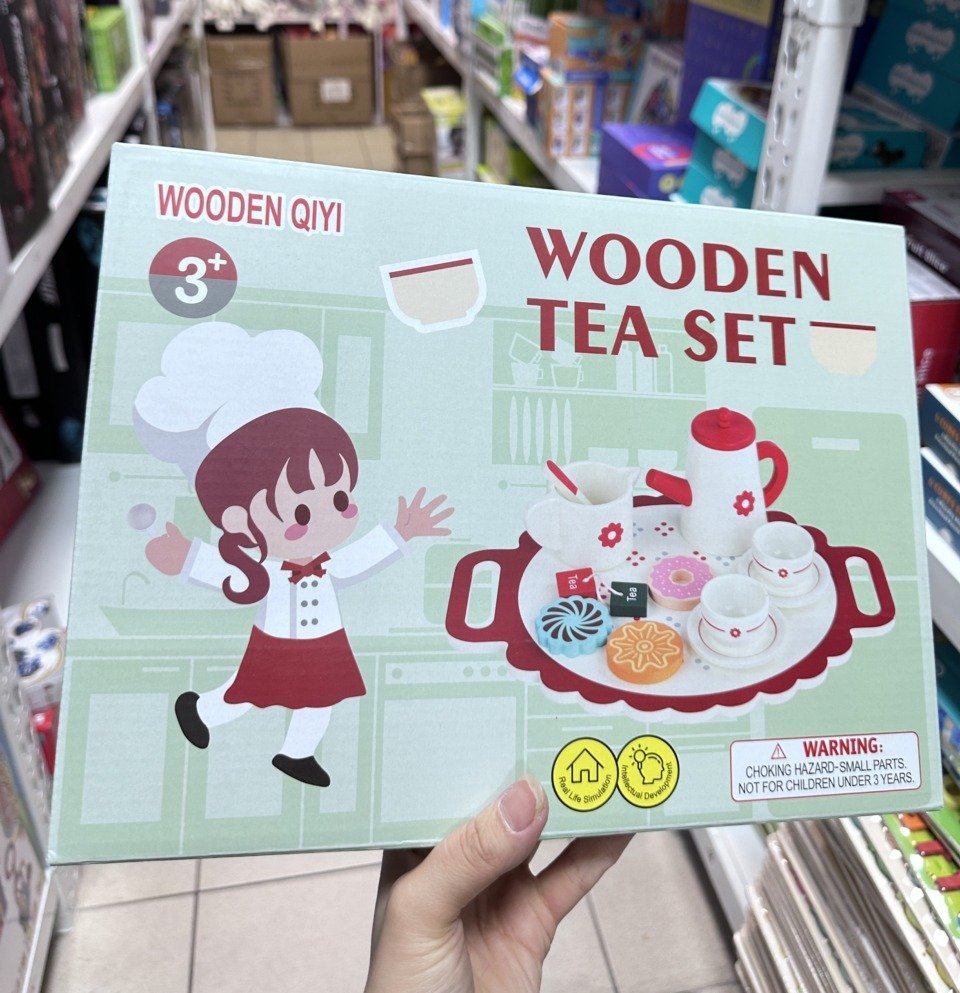 WOODEN QIYI
3+
WOODEN
TEA SET
Tea
Tea
Real Life Simulation
Intellectual Development
WARNING:
CHOKING HAZARD-SMALL PARTS.
NOT FOR CHILDREN UNDER 3 YEARS.